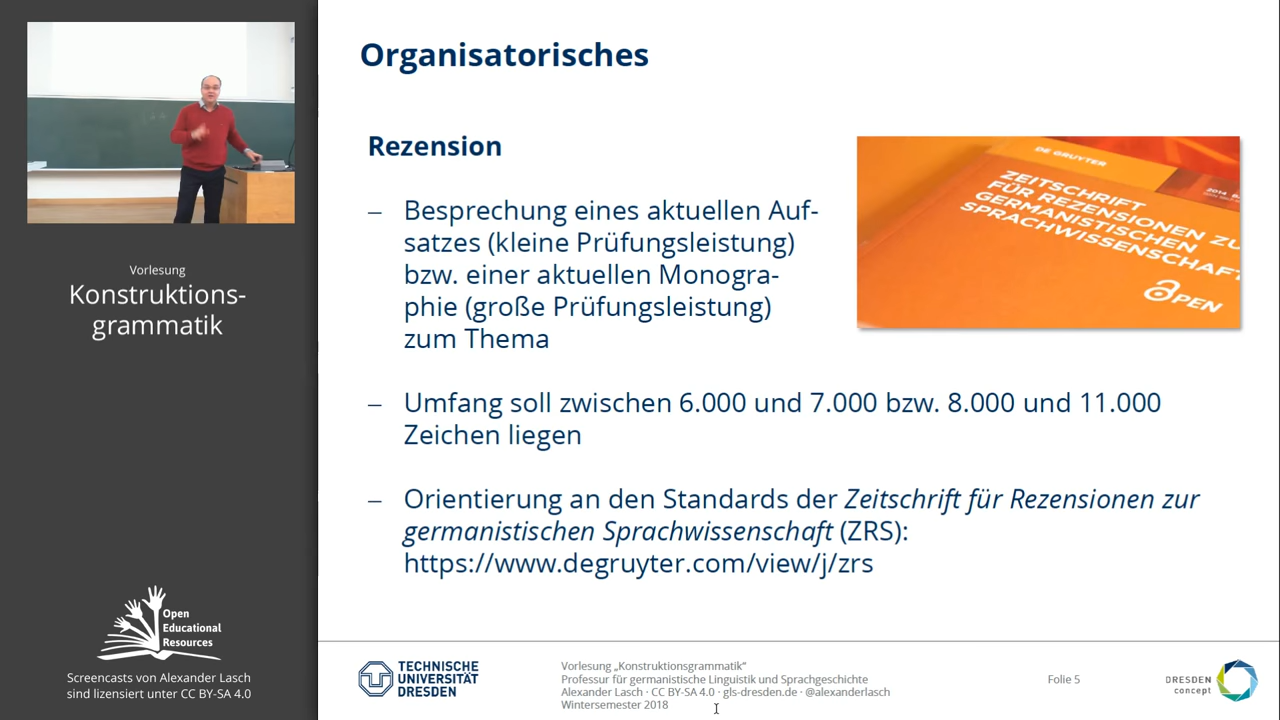 Organisatorisches
Rezension
– Besprechung eines aktuellen Auf-
satzes (kleine Prüfungsleistung)
bzw. einer aktuellen Monogra-
phie (große Prüfungsleistung)
zum Thema
DE GRUYTER
2014
ZEITSCHRIFT
FÜR REZENSIONEN ZU
GERMANISTISCHEN
SPRACHWISSENSCHAFT
OPEN
– Umfang soll zwischen 6.000 und 7.000 bzw. 8.000 und 11.000
Zeichen liegen
– Orientierung an den Standards der Zeitschrift für Rezensionen zur
germanistischen Sprachwissenschaft (ZRS):
https://www.degruyter.com/view/j/zrs
Vorlesung
Konstruktions-
grammatik
Open
Educational
Resources
Screencasts von Alexander Lasch
sind lizensiert unter CC BY-SA 4.0
TECHNISCHE
UNIVERSITÄT
DRESDEN
Vorlesung „Konstruktionsgrammatik“
Professur für germanistische Linguistik und Sprachgeschichte
Alexander Lasch · CC BY-SA 4.0 · gls-dresden.de · @alexanderlasch
Wintersemester 2018
Folie 5
DRESDEN
concept